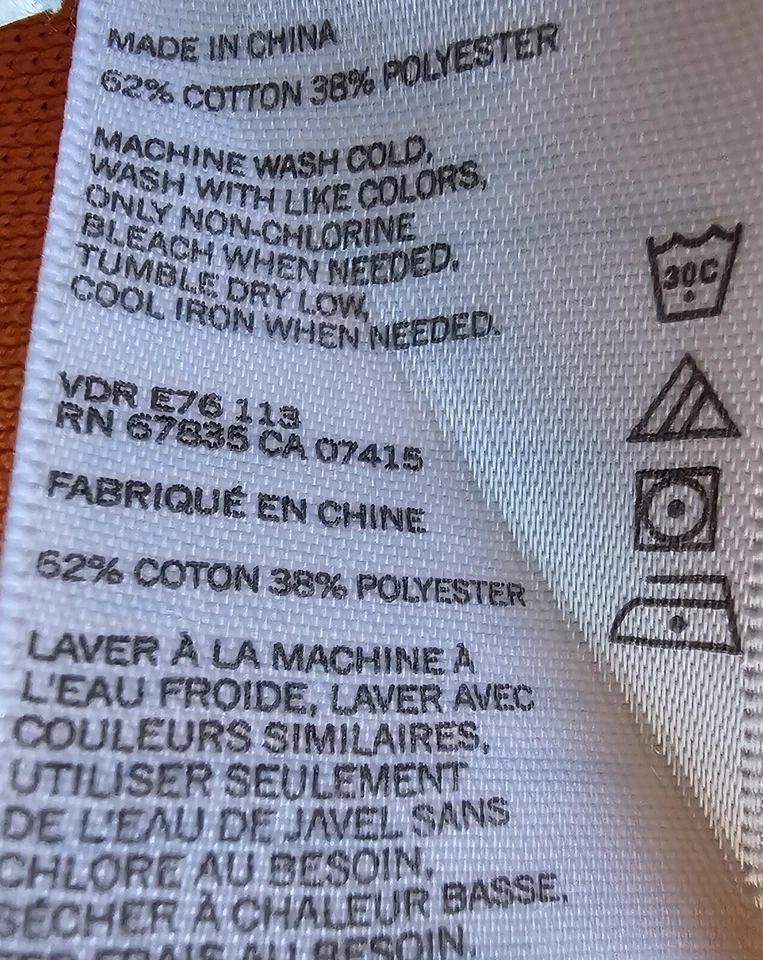 MADE IN CHINA
62% COTTON 38% POLYESTER
MACHINE WASH COLD,
WASH WITH LIKE COLORS,
ONLY NON-CHLORINE
BLEACH WHEN NEEDED.
TUMBLE DRY LOW,
COOL IRON WHEN NEEDED.
30C
VDR E76 113
RN 67835 CA 07415
FABRIQUÉ EN CHINE
62% COTON 38% POLYESTER
LAVER À LA MACHINE À
L'EAU FROIDE, LAVER AVEC
COULEURS SIMILAIRES,
UTILISER SEULEMENT
DE L'EAU DE JAVEL SANS
CHLORE AU BESOIN.
SÉCHER À CHALEUR BASSE.
FRAIS AU BESOIN.